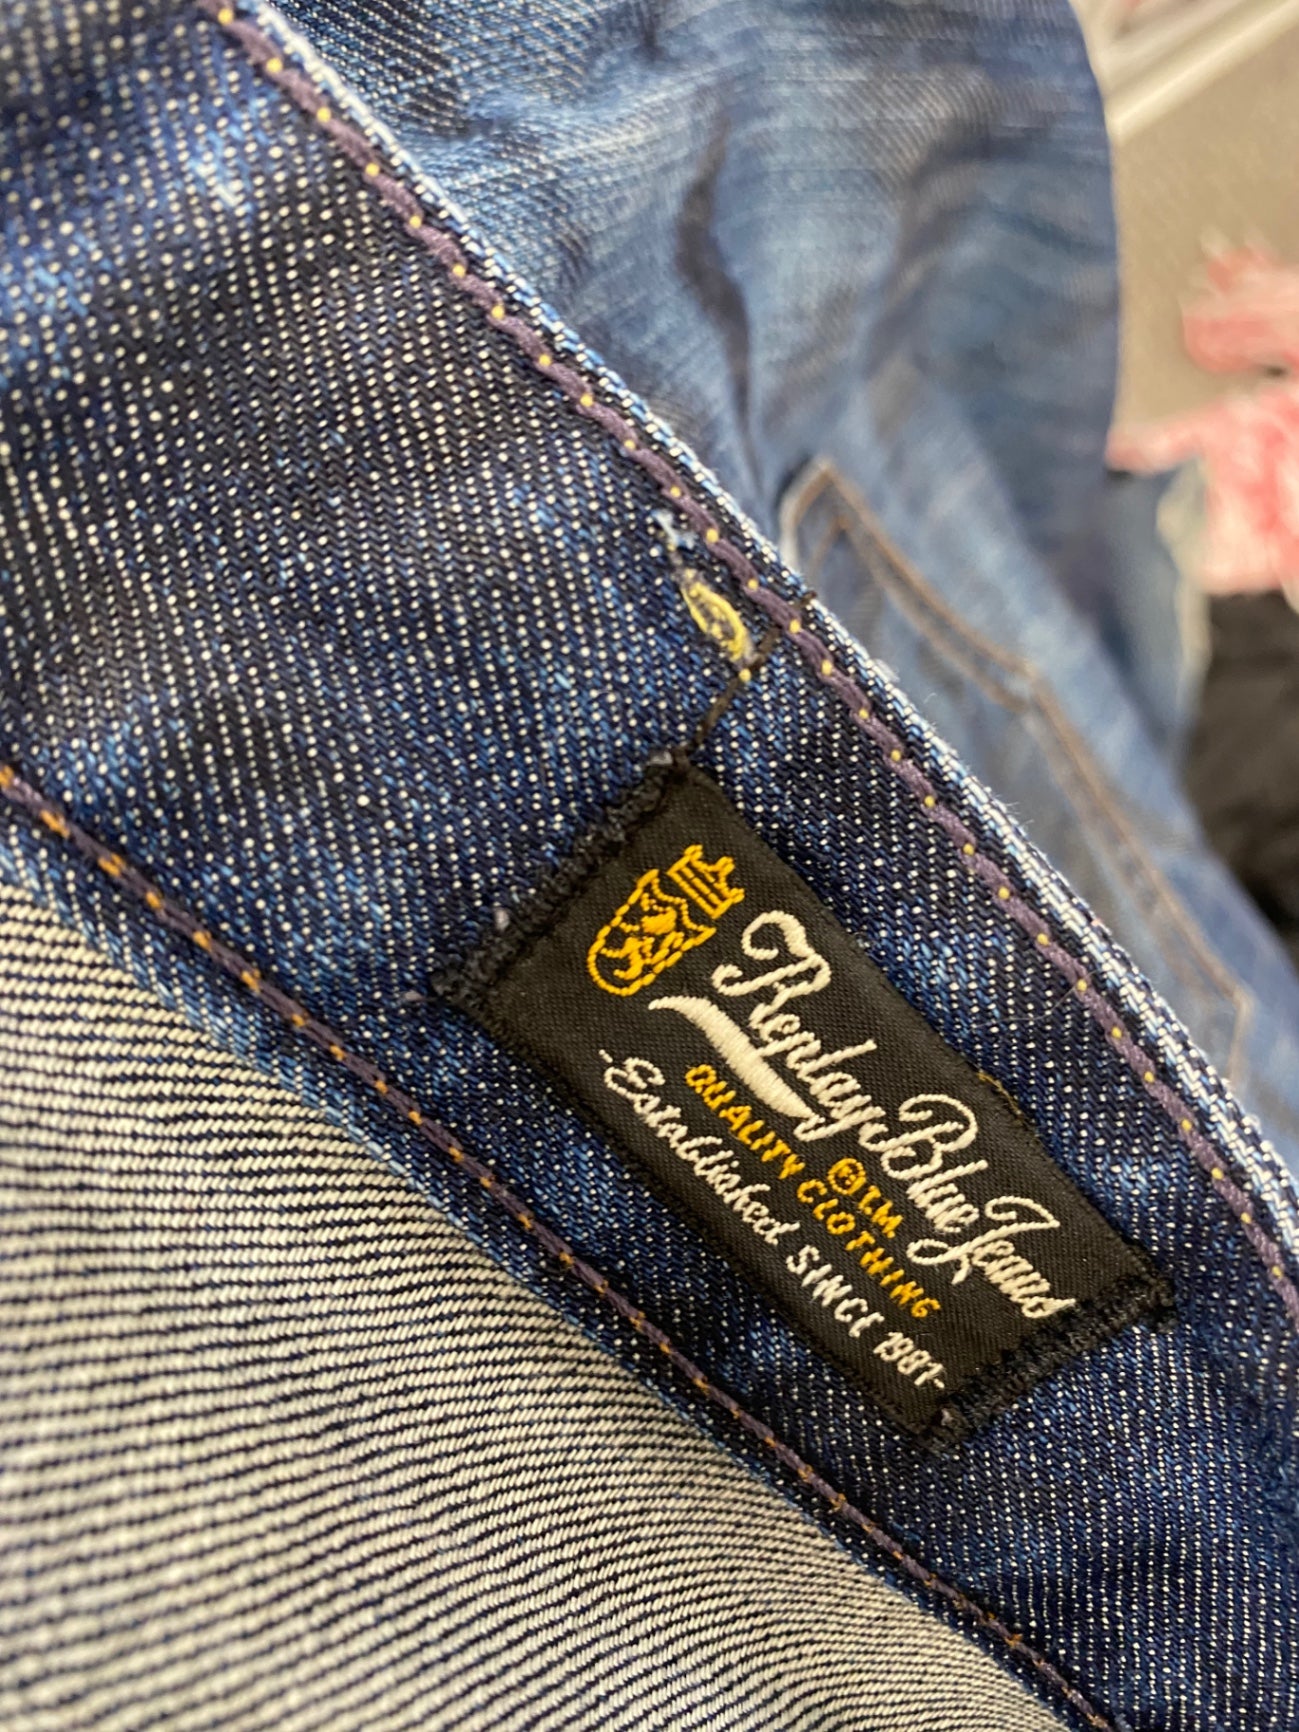 Replay Blue Jeans
® T.M.
QUALITY CLOTHING
-Established SINCE 1981-